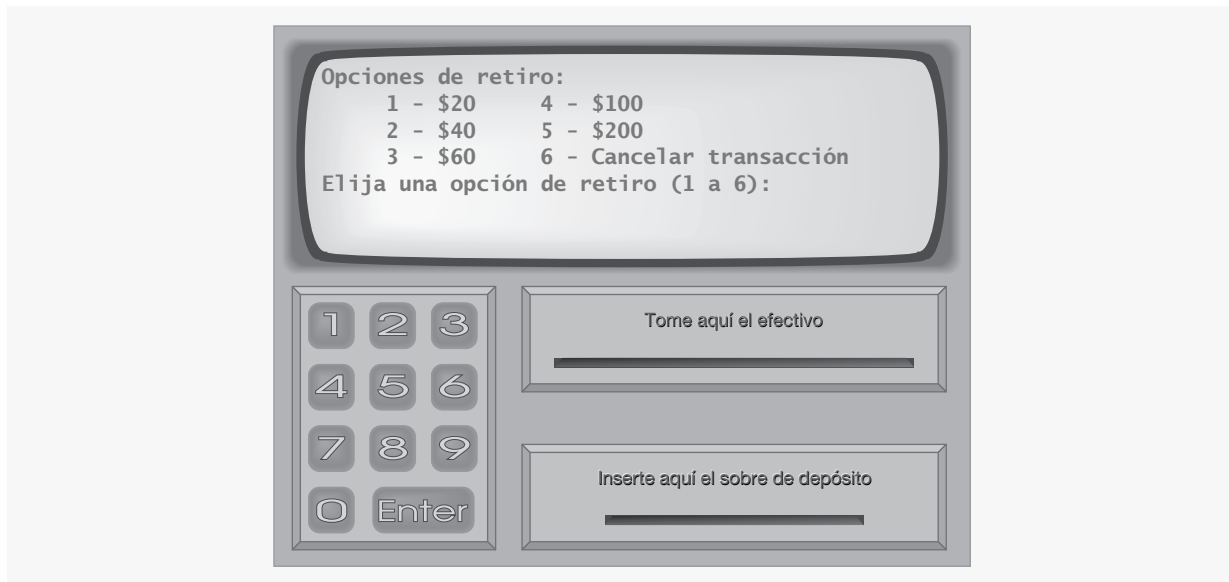 Opciones de retiro:
1 - $20 4 - $100
2 - $40 5 - $200
3 - $60 6 - Cancelar transacción
Elija una opción de retiro (1 a 6):
1 2 3
4 5 6
7 8 9
0 Enter
Tome aquí el efectivo
Inserte aquí el sobre de depósito